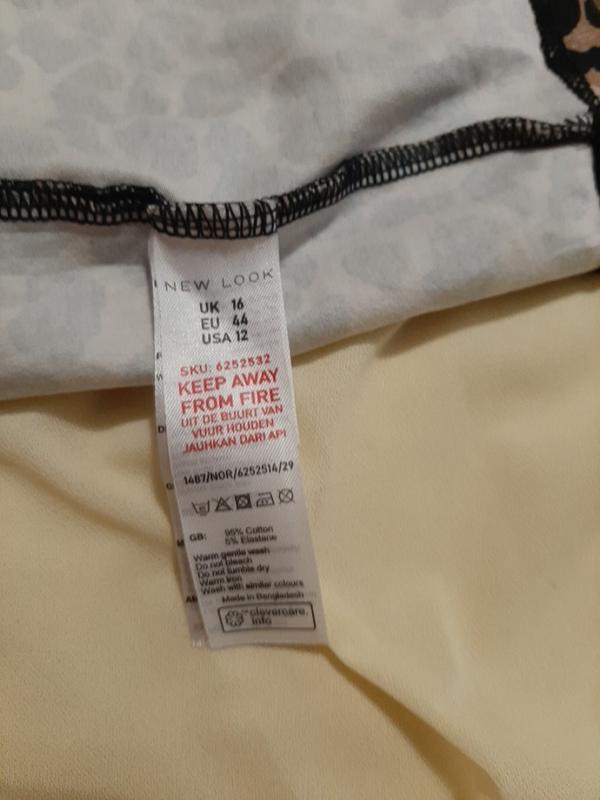 NEW LOOK
UK 16
EU 44
USA 12
SKU: 6252532
KEEP AWAY
FROM FIRE
UIT DE BUURT VAN
VUUR HOUDEN
JAUHKAN DARI API
1487/NOR/6252514/29
GB: 95% Cotton
5% Elastane
Warm gentle wash
Do not bleach
Do not tumble dry
Warm iron
Wash with similar colours
Made in Bangladesh
clevercare.
info